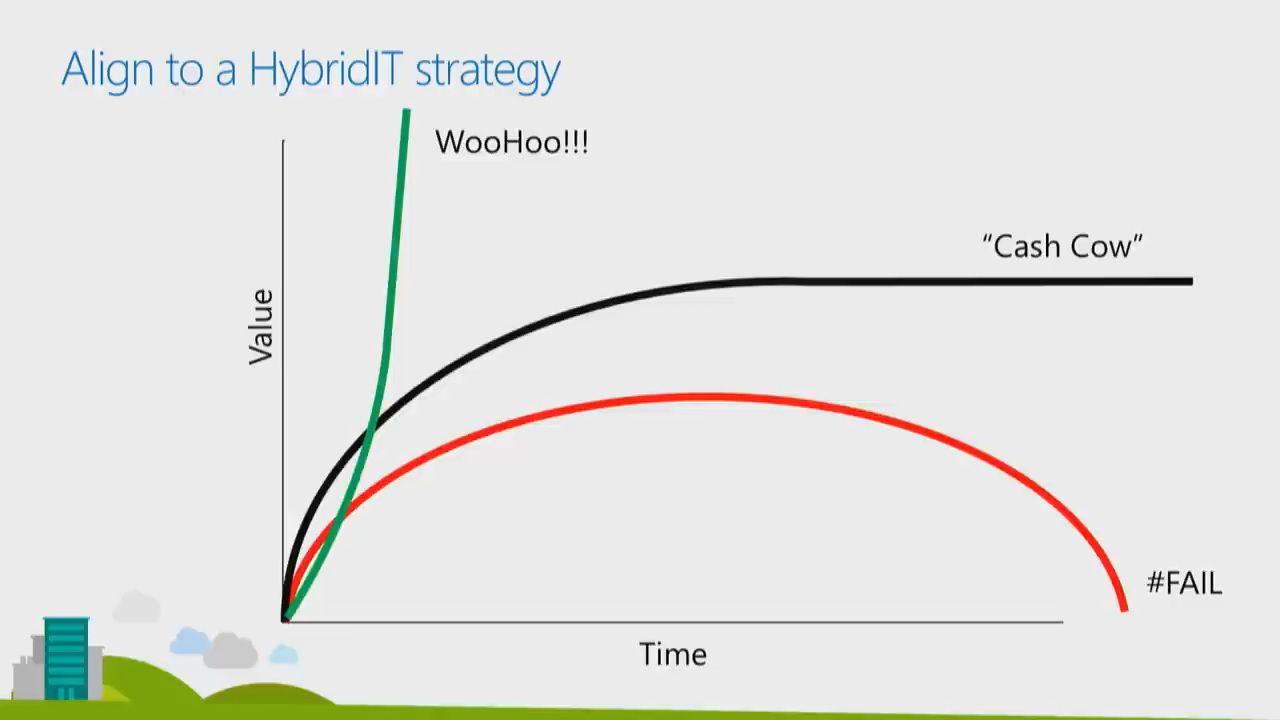 Align to a HybridIT strategy
WooHoo!!!
“Cash Cow”
Value
#FAIL
Time